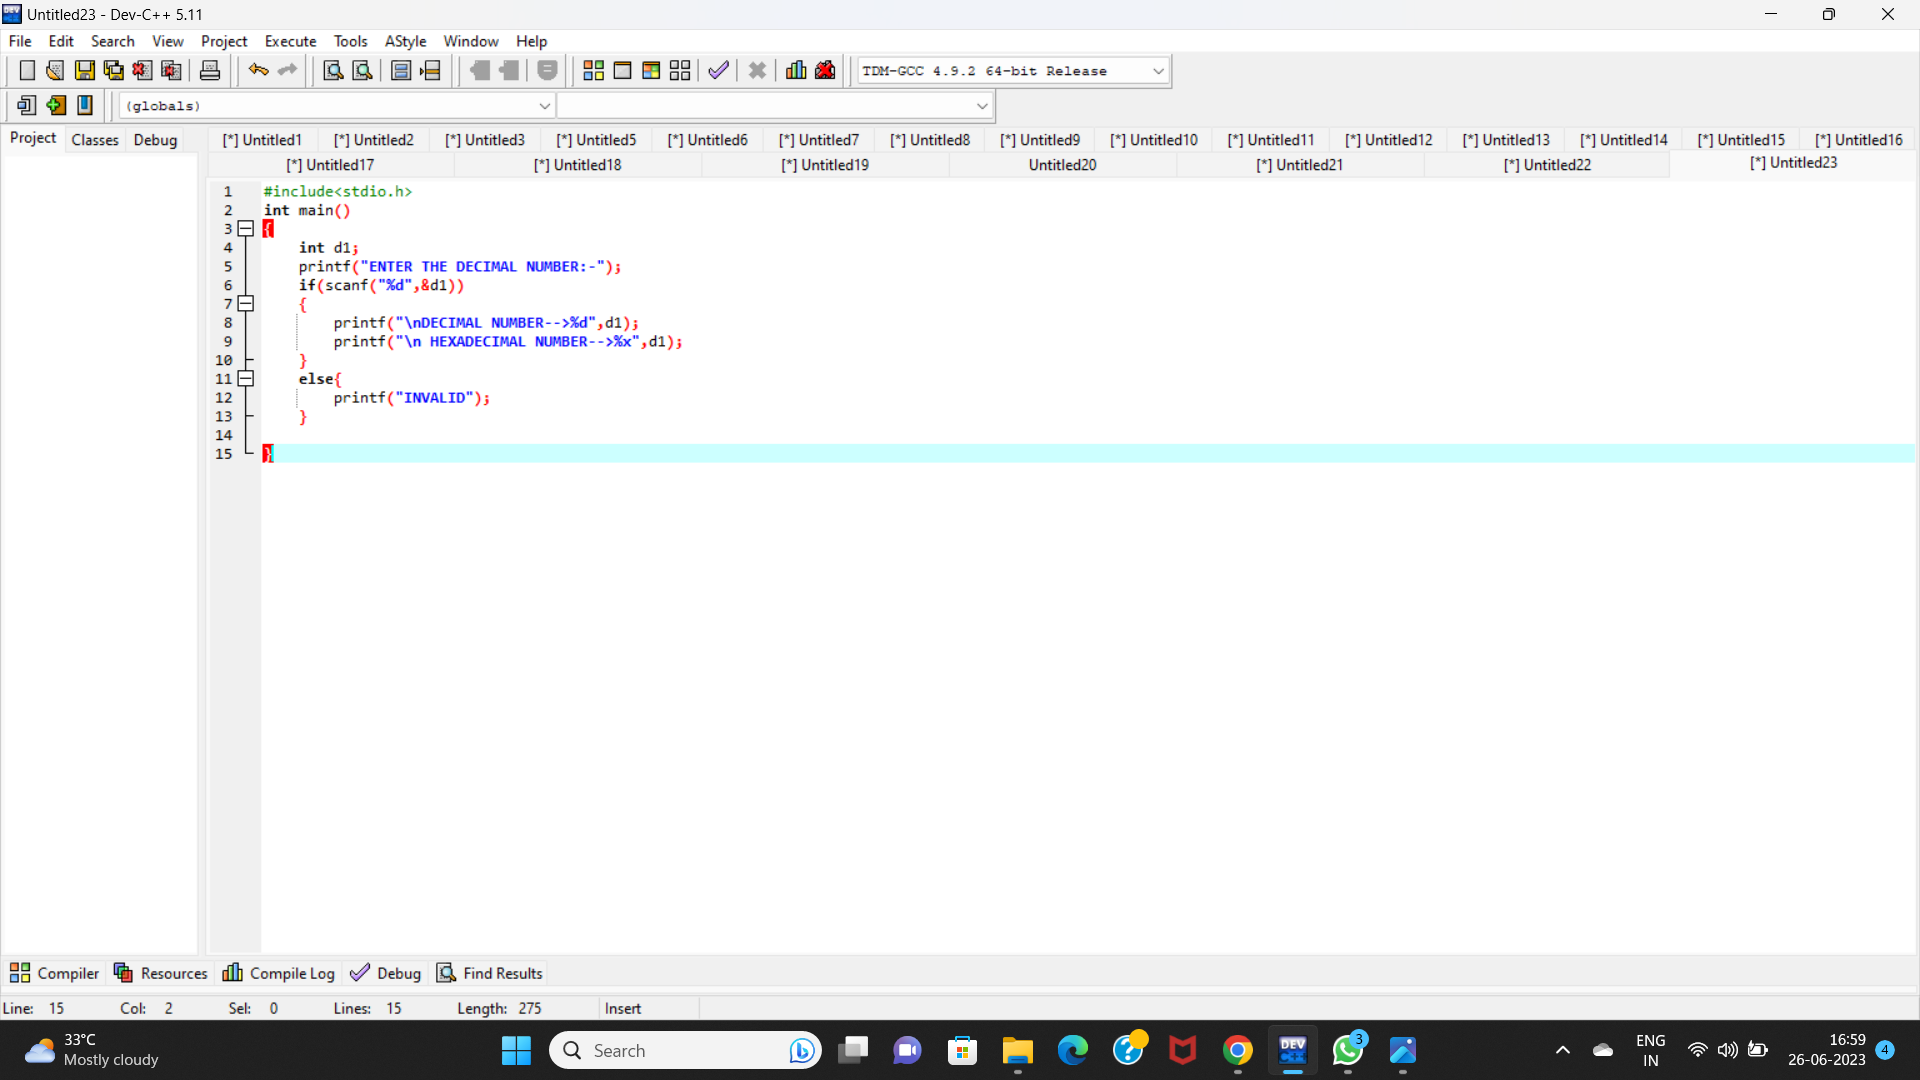 Untitled23 - Dev-C++ 5.11
File Edit Search View Project Execute Tools AStyle Window Help
TDM-GCC 4.9.2 64-bit Release
(globals)
Project Classes Debug
[*] Untitled1 [*] Untitled2 [*] Untitled3 [*] Untitled5 [*] Untitled6 [*] Untitled7 [*] Untitled8 [*] Untitled9 [*] Untitled10 [*] Untitled11 [*] Untitled12 [*] Untitled13 [*] Untitled14 [*] Untitled15 [*] Untitled16
[*] Untitled17 [*] Untitled18 [*] Untitled19 Untitled20 [*] Untitled21 [*] Untitled22 [*] Untitled23
1 #include<stdio.h>
2 int main()
3 {
4 int d1;
5 printf("ENTER THE DECIMAL NUMBER:-");
6 if(scanf("%d",&d1))
7 {
8 printf("\nDECIMAL NUMBER-->%d",d1);
9 printf("\n HEXADECIMAL NUMBER-->%x",d1);
10 }
11 else{
12 printf("INVALID");
13 }
14
15 }
Compiler Resources Compile Log Debug Find Results
Line: 15 Col: 2 Sel: 0 Lines: 15 Length: 275 Insert
33°C
Mostly cloudy
Search
DEV
C++
3
ENG
IN
16:59
26-06-2023
4